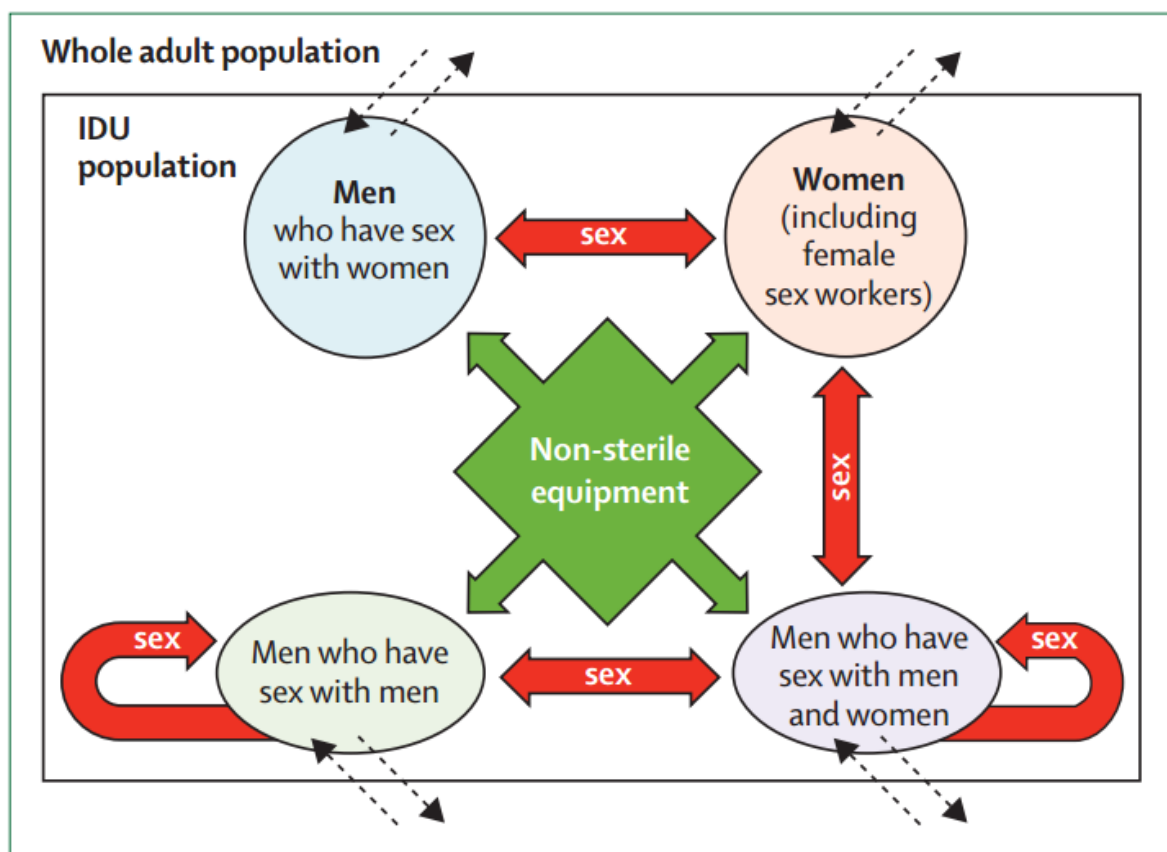 Whole adult population
IDU
population
Men
who have sex
with women
sex
Women
(including
female
sex workers)
Non-sterile
equipment
sex
sex
Men who have
sex with men
sex
Men who have
sex with men
and women
sex